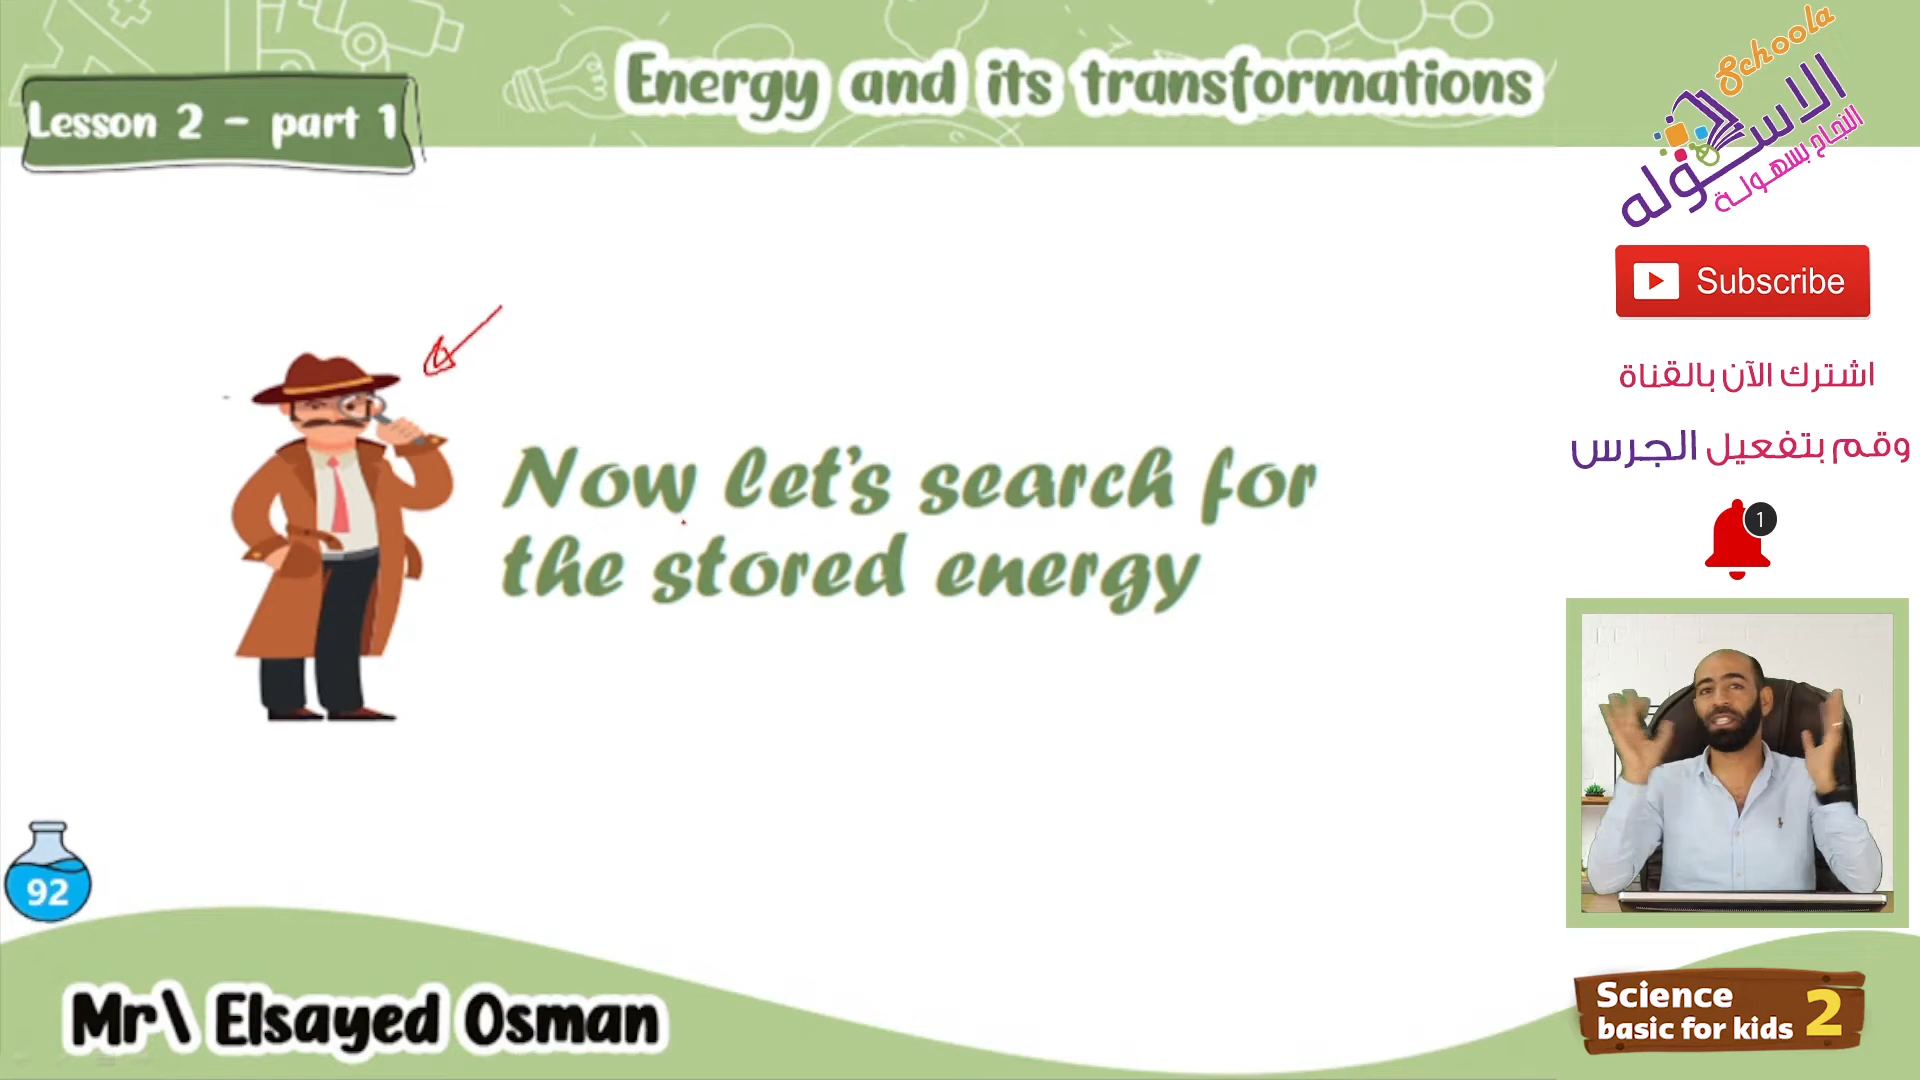 Energy and its transformations
Lesson 2 - part 1
Schoola
الاسكوله
النجاح بسهولة
Subscribe
اشترك الآن بالقناة
وقم بتفعيل الجرس
1
Now let's search for
the stored energy
92
Mr\ Elsayed Osman
Science
basic for kids 2